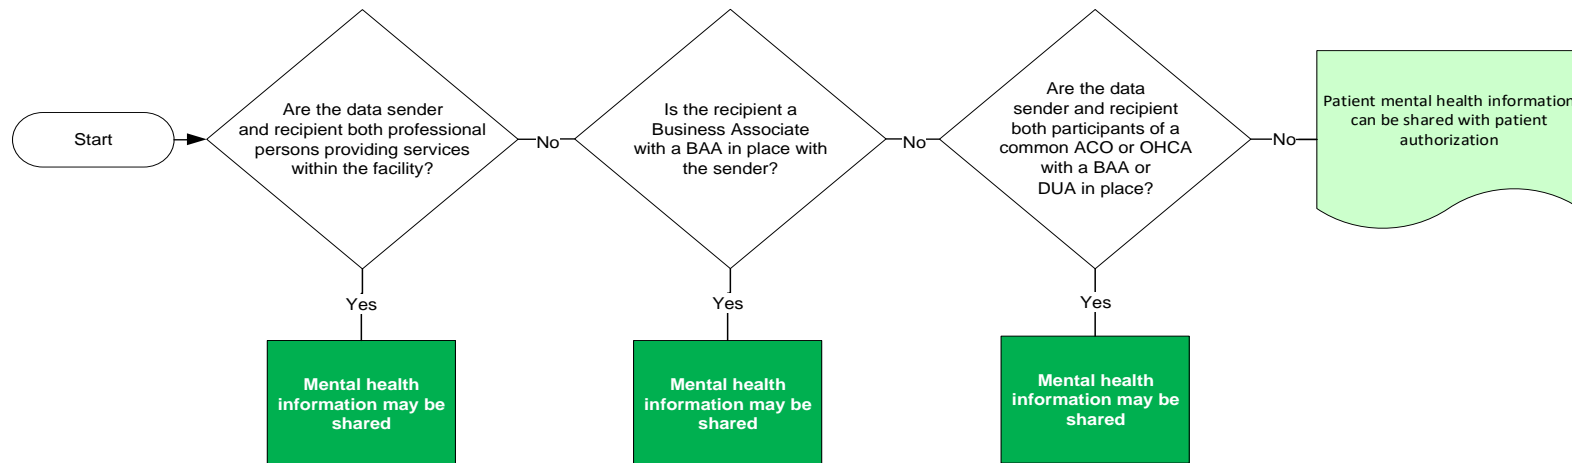 Start
Are the data sender
and recipient both professional
persons providing services
within the facility?
No
Is the recipient a
Business Associate
with a BAA in place with
the sender?
No
Are the data
sender and recipient
both participants of a
common ACO or OHCA
with a BAA or
DUA in place?
No
Patient mental health information
can be shared with patient
authorization
Yes
Yes
Yes
Mental health
information may be
shared
Mental health
information may be
shared
Mental health
information may be
shared